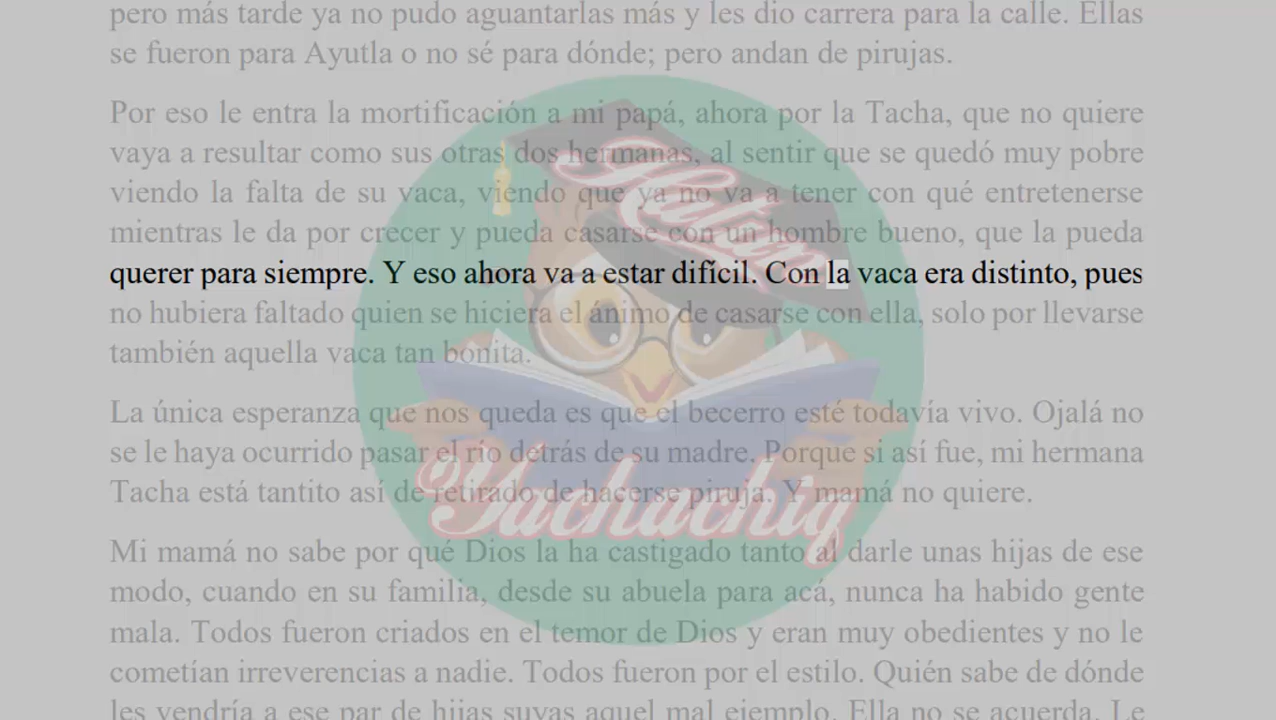 pero más tarde ya no pudo aguantarlas más y les dio carrera para la calle. Ellas
se fueron para Ayutla o no sé para dónde; pero andan de pirujas.
Por eso le entra la mortificación a mi papá, ahora por la Tacha, que no quiere
vaya a resultar como sus otras dos hermanas, al sentir que se quedó muy pobre
viendo la falta de su vaca, viendo que ya no va a tener con qué entretenerse
mientras le da por crecer y pueda casarse con un hombre bueno, que la pueda
querer para siempre. Y eso ahora va a estar difícil. Con la vaca era distinto, pues
no hubiera faltado quien se hiciera el ánimo de casarse con ella, solo por llevarse
también aquella vaca tan bonita.
La única esperanza que nos queda es que el becerro esté todavía vivo. Ojalá no
se le haya ocurrido pasar el río detrás de su madre. Porque si así fue, mi hermana
Tacha está tantito así de retirado de hacerse piruja. Y mamá no quiere.
Mi mamá no sabe por qué Dios la ha castigado tanto al darle unas hijas de ese
modo, cuando en su familia, desde su abuela para acá, nunca ha habido gente
mala. Todos fueron criados en el temor de Dios y eran muy obedientes y no le
cometían irreverencias a nadie. Todos fueron por el estilo. Quién sabe de dónde
les vendría a ese par de hijas suyas aquel mal ejemplo. Ella no se acuerda. Le
Yachachiq